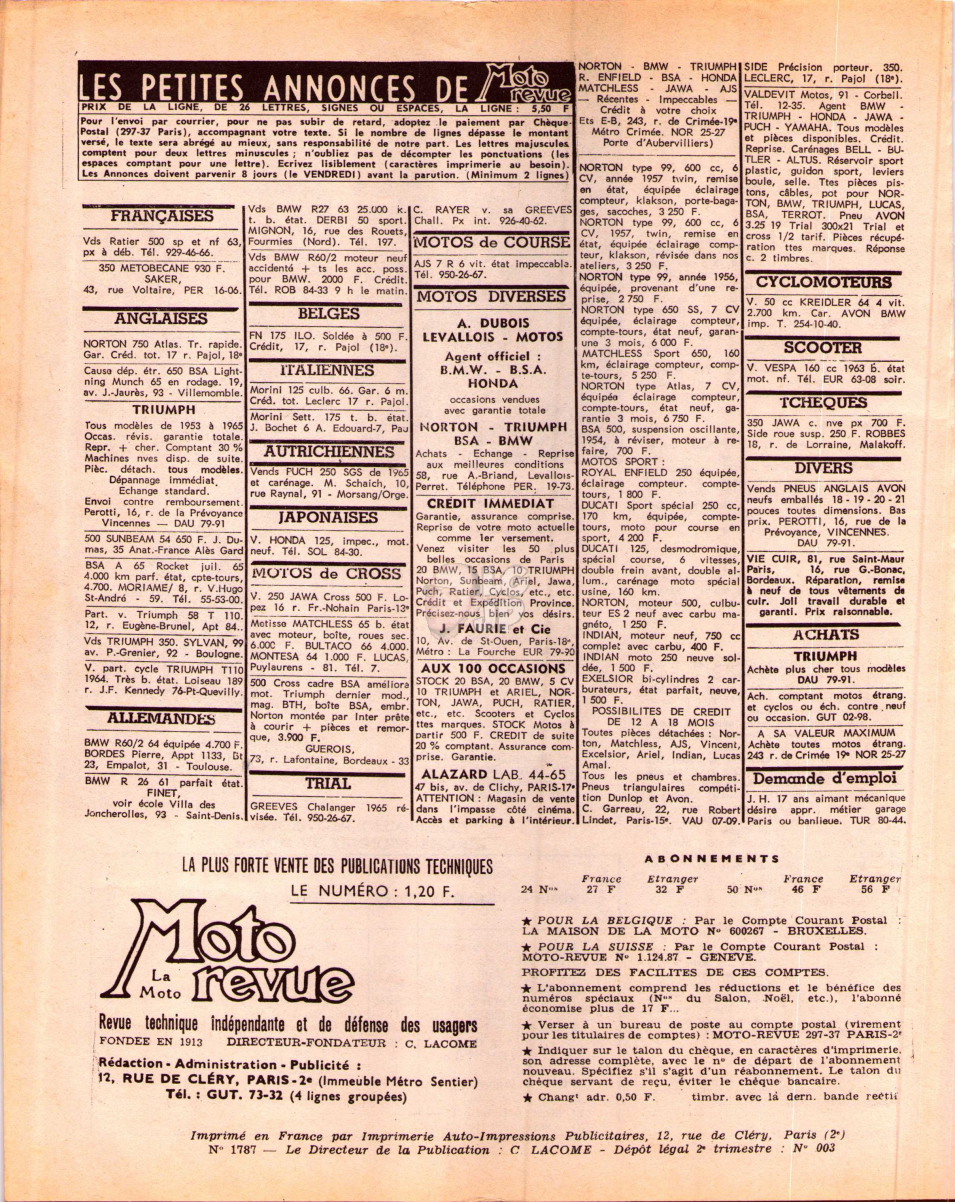 LES PETITES ANNONCES DE Moto revue
PRIX DE LA LIGNE, DE 26 LETTRES, SIGNES OU ESPACES, LA LIGNE : 5,50 F
Pour l'envoi par courrier, pour ne pas subir de retard, adoptez le paiement par Chèque-
Postal (297-37 Paris), accompagnant votre texte. Si le nombre de lignes dépasse le montant
versé, le texte sera abrégé au mieux, sans responsabilité de notre part. Les lettres majuscules
comptent pour deux lettres minuscules ; n'oubliez pas de décompter les ponctuations (les
espaces comptant pour une lettre). Ecrivez lisiblement (caractères imprimerie au besoin).
Les Annonces doivent parvenir 8 jours (le VENDREDI) avant la parution. (Minimum 2 lignes)
FRANÇAISES
Vds Ratier 500 sp et nf 63,
px à déb. Tél. 929-46-66.
350 METOBECANE 930 F.
SAKER,
43, rue Voltaire, PER 16-06.
ANGLAISES
NORTON 750 Atlas. Tr. rapide.
Gar. Créd. tot. 17 r. Pajol, 18e
Cause dép. étr. 650 BSA Light-
ning Munch 65 en rodage. 19,
av. J.-Jaurès, 93 - Villemomble.
TRIUMPH
Tous modèles de 1953 à 1965
Occas. révis. garantie totale.
Repr. + cher. Comptant 30 %
Machines nves disp. de suite.
Pièc. détach. tous modèles.
Dépannage Immédiat.
Echange standard.
Envoi contre remboursement
Perotti, 16, r. de la Prévoyance
Vincennes — DAU 79-91
500 SUNBEAM 54 650 F. J. Du-
mas, 35 Anat.-France Alès Gard
BSA A 65 Rocket juil. 65
4.000 km parf. état, cpte-tours,
4.700. MORIAME/ 8, r. V.Hugo
St-André - 59. Tél. 55-53-00.
Part. v. Triumph 58 T 110.
12, r. Eugène-Brunel, Apt 84..
Vds TRIUMPH 350. SYLVAN, 99
av. P.-Grenier, 92 - Boulogne.
V. part. cycle TRIUMPH T110
1964. Très b. état. Loiseau 189
r. J.F. Kennedy 76-Pt-Quevilly.
ALLEMANDES
BMW R60/2 64 équipée 4.700 F.
BORDES Pierre, Appt 1133, Bt
23, Empalot, 31 - Toulouse.
BMW R 26 61 parfait état.
FINET,
voir école Villa des
Joncherolles, 93 - Saint-Denis.
Vds BMW R27 63 25.000 k.
t. b. état. DERBI 50 sport.
MIGNON, 16, rue des Rouets,
Fourmies (Nord). Tél. 197.
Vds BMW R60/2 moteur neuf
accidenté + ts les acc. poss.
pour BMW. 2000 F. Crédit.
Tél. ROB 84-33 9 h le matin.
BELGES
FN 175 ILO. Soldée à 500 F.
Crédit, 17, r. Pajol (18e).
ITALIENNES
Morini 125 culb. 66. Gar. 6 m.
Créd. tot. Leclerc 17 r. Pajol.
Morini Sett. 175 t. b. état.
J. Bochet 6 A. Edouard-7, Pau
AUTRICHIENNES
Vends PUCH 250 SGS de 1965
et carénage. M. Schaich, 10,
rue Raynal, 91 - Morsang/Orge.
JAPONAISES
V. HONDA 125, impec., mot.
neuf. Tél. SOL 84-30.
MOTOS de CROSS
V. 250 JAWA Cross 500 F. Lo-
pez 16 r. Fr.-Nohain Paris-13e
Metisse MATCHLESS 65 b. état
avec moteur, boîte, roues sec.
6.000 F. BULTACO 66 4.000.
MONTESA 64 1.000 F. LUCAS,
Puylaurens - 81. Tél. 7.
500 Cross cadre BSA améliora
mot. Triumph dernier mod.,
mag. BTH, boîte BSA, embr.
Norton montée par Inter prête
à courir + pièces et remor-
que, 3.900 F.
GUEROIS,
73, r. Lafontaine, Bordeaux - 33
TRIAL
GREEVES Chalanger 1965 ré-
visée. Tél. 950-26-67.
C. RAYER v. sa GREEVES
Chall. Px int. 926-40-62.
MOTOS de COURSE
AJS 7 R 6 vit. état impeccabla.
Tél. 950-26-67.
MOTOS DIVERSES
A. DUBOIS
LEVALLOIS - MOTOS
Agent officiel :
B.M.W. - B.S.A.
HONDA
occasions vendues
avec garantie totale
NORTON - TRIUMPH
BSA - BMW
Achats - Echange - Reprise
aux meilleures conditions
58, rue A.-Briand, Levallois-
Perret. Téléphone PER. 19-73.
CREDIT IMMEDIAT
Garantie, assurance comprise.
Reprise de votre moto actuelle
comme 1er versement.
Venez visiter les 50 plus
belles occasions de Paris
20 BMW, 15 BSA, 10 TRIUMPH
Norton, Sunbeam, Ariel, Jawa,
Puch, Ratier, Cyclos, etc., etc.
Crédit et Expédition Province.
Précisez-nous bien vos désirs.
J. FAURIE et Cie
10, Av. de St-Ouen, Paris-18e,
Métro : La Fourche EUR 79-90
AUX 100 OCCASIONS
STOCK 20 BSA, 20 BMW, 5 CV
10 TRIUMPH et ARIEL, NOR-
TON, JAWA, PUCH, RATIER,
etc., etc. Scooters et Cyclos
ttes marques. STOCK Motos à
partir 500 F. CREDIT de suite
20 % comptant. Assurance com-
prise. Garantie.
ALAZARD LAB. 44-65
47 bis, av. de Clichy, PARIS-17e
ATTENTION : Magasin de vente
dans l'impasse côté cinéma.
Accès et parking à l'intérieur.
NORTON - BMW - TRIUMPH
R. ENFIELD - BSA - HONDA
MATCHLESS - JAWA - AJS
— Récentes - Impeccables —
Crédit à votre choix
Ets E-B, 243, r. de Crimée-19e
Métro Crimée. NOR 25-27
Porte d'Aubervilliers)
NORTON type 99, 600 cc, 6
CV, année 1957 twin, remise
en état, équipée éclairage
compteur, klakson, porte-baga-
ges, sacoches, 3 250 F.
NORTON type 99, 600 cc, 6
CV, 1957, twin, remise en
état, équipée éclairage comp-
teur, klakson, révisée dans nos
ateliers, 3 250 F.
NORTON type 99, année 1956,
équipée, provenant d'une re-
prise, 2 750 F.
NORTON type 650 SS, 7 CV
équipée, éclairage compteur,
compte-tours, état neuf, garan-
une 3 mois, 6 000 F.
MATCHLESS Sport 650, 160
km, éclairage compteur, comp-
te-tours, 5 250 F.
NORTON type Atlas, 7 CV,
équipée éclairage compteur,
compte-tours, état neuf, ga-
rantie 3 mois, 6 750 F.
BSA 500, suspension oscillante,
1954, à réviser, moteur à re-
faire, 700 F.
MOTOS SPORT :
ROYAL ENFIELD 250 équipée,
éclairage compteur. compte-
tours, 1 800 F.
DUCATI Sport spécial 250 cc,
170 km, équipée, compte-
tours, moto pour course en
sport, 4 200 F.
DUCATI 125, desmodromique,
spécial course, 6 vitesses,
double frein avant, double al-
lum., carénage moto spécial
usine, 160 km.
NORTON, moteur 500, culbu-
teur ES 2 neuf avec carbu ma-
gnéto, 1 250 F.
INDIAN, moteur neuf, 750 cc
complet avec carbu, 400 F.
INDIAN moto 250 neuve sol-
dée, 1 500 F.
EXELSIOR bi-cylindres 2 car-
burateurs, état parfait, neuve,
1 500 F.
POSSIBILITES DE CREDIT
DE 12 A 18 MOIS
Toutes pièces détachées : Nor-
ton, Matchless, AJS, Vincent,
Excelsior, Ariel, Indian, Lucas
Amal.
Tous les pneus et chambres.
Pneus triangulaires compéti-
tion Dunlop et Avon.
C. Garreau, 22, rue Robert
Lindet, Paris-15e. VAU 07-09.
SIDE Précision porteur. 350.
LECLERC, 17, r. Pajol (18e).
VALDEVIT Motos, 91 - Corbell.
Tél. 12-35. Agent BMW -
TRIUMPH - HONDA - JAWA -
PUCH - YAMAHA. Tous modèles
et pièces disponibles. Crédit.
Reprise. Carénages BELL - BU-
TLER - ALTUS. Réservoir sport
plastic, guidon sport, leviers
boule, selle. Ttes pièces pis-
tons, câbles, pot pour NOR-
TON, BMW, TRIUMPH, LUCAS,
BSA, TERROT. Pneu AVON
3.25 19 Trial 300x21 Trial et
cross 1/2 tarif. Pièces récupé-
ration ttes marques. Réponse
c. 2 timbres.
CYCLOMOTEURS
V. 50 cc KREIDLER 64 4 vit.
2.700 km. Car. AVON BMW
imp. T. 254-10-40.
SCOOTER
V. VESPA 160 cc 1963 b. état
mot. nf. Tél. EUR 63-08 soir.
TCHEQUES
350 JAWA c. nve px 700 F.
Side roue susp. 250 F. ROBBES
18, r. de Lorraine, Malakoff.
DIVERS
Vends PNEUS ANGLAIS AVON
neufs emballés 18 - 19 - 20 - 21
pouces toutes dimensions. Bas
prix. PEROTTI, 16, rue de la
Prévoyance, VINCENNES.
DAU 79-91.
VIE CUIR, 81, rue Saint-Maur
Paris, 16, rue G.-Bonac,
Bordeaux. Réparation, remise
à neuf de tous vêtements de
cuir. Joli travail durable et
garanti. Prix raisonnable.
ACHATS
TRIUMPH
Achète plus cher tous modèles
DAU 79-91.
Ach. comptant motos étrang.
et cyclos ou éch. contre neuf
ou occasion. GUT 02-98.
A SA VALEUR MAXIMUM
Achète toutes motos étrang.
243 r. de Crimée 19e NOR 25-27
Demande d'emploi
J. H. 17 ans aimant mécanique
désire appr. métier garage
Paris ou banlieue. TUR 80-44.
LA PLUS FORTE VENTE DES PUBLICATIONS TECHNIQUES
LE NUMÉRO : 1,20 F.
La Moto
Moto revue
Revue technique indépendante et de défense des usagers
FONDEE EN 1913 DIRECTEUR-FONDATEUR : C. LACOME
Rédaction - Administration - Publicité :
12, RUE DE CLÉRY, PARIS-2e (Immeuble Métro Sentier)
Tél. : GUT. 73-32 (4 lignes groupées)
ABONNEMENTS
France Etranger France Etranger
24 Nos 27 F 32 F 50 Nos 46 F 56 F
★ POUR LA BELGIQUE : Par le Compte Courant Postal :
LA MAISON DE LA MOTO No 600267 - BRUXELLES.
★ POUR LA SUISSE : Par le Compte Courant Postal :
MOTO-REVUE No 1.124.87 - GENEVE.
PROFITEZ DES FACILITES DE CES COMPTES.
★ L'abonnement comprend les réductions et le bénéfice des
numéros spéciaux (Nos du Salon, Noël, etc.), l'abonné
économise plus de 17 F...
★ Verser à un bureau de poste au compte postal (virement
pour les titulaires de comptes) : MOTO-REVUE 297-37 PARIS-2e
★ Indiquer sur le talon du chèque, en caractères d'imprimerie.
son adresse complète, avec le no de départ de l'abonnement
nouveau. Spécifiez s'il s'agit d'un réabonnement. Le talon du
chèque servant de reçu, éviter le chèque bancaire.
★ Changt adr. 0,50 F. timbr. avec la dern. bande rectif
Imprimé en France par Imprimerie Auto-Impressions Publicitaires, 12, rue de Cléry, Paris (2e)
No 1787 — Le Directeur de la Publication : C LACOME - Dépôt légal 2e trimestre : No 003